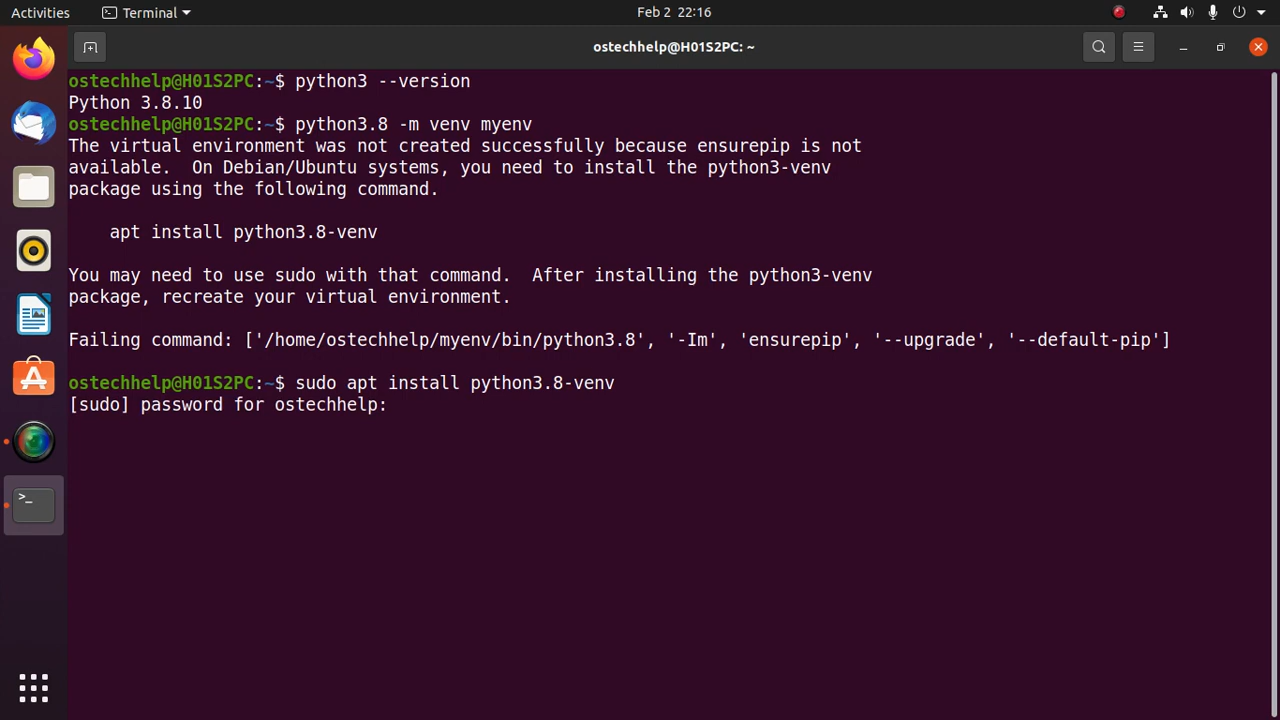 Activities Terminal Feb 2 22:16
ostechhelp@H01S2PC: ~
ostechhelp@H01S2PC:~$ python3 --version
Python 3.8.10
ostechhelp@H01S2PC:~$ python3.8 -m venv myenv
The virtual environment was not created successfully because ensurepip is not
available.  On Debian/Ubuntu systems, you need to install the python3-venv
package using the following command.
    apt install python3.8-venv
You may need to use sudo with that command.  After installing the python3-venv
package, recreate your virtual environment.
Failing command: ['/home/ostechhelp/myenv/bin/python3.8', '-Im', 'ensurepip', '--upgrade', '--default-pip']
ostechhelp@H01S2PC:~$ sudo apt install python3.8-venv
[sudo] password for ostechhelp: